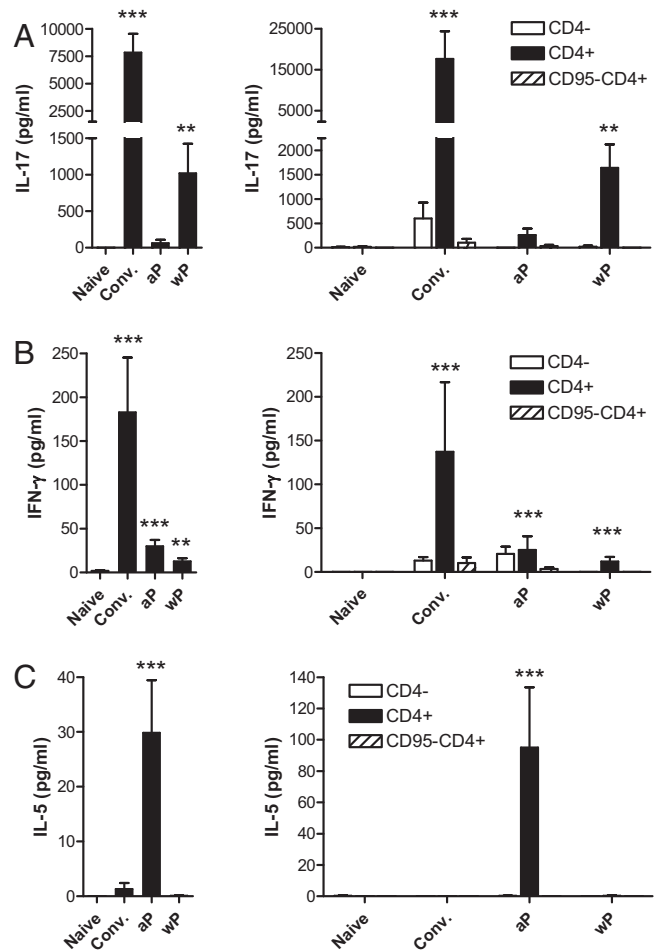 A
IL-17 (pg/ml)
10000
7500
5000
2500
1500
1000
500
0
***
**
Naive
Conv.
aP
wP
IL-17 (pg/ml)
25000
15000
5000
2000
1500
1000
500
0
***
**
CD4-
CD4+
CD95-CD4+
Naive
Conv.
aP
wP
B
IFN-γ (pg/ml)
250
200
150
100
50
0
***
***
**
Naive
Conv.
aP
wP
IFN-γ (pg/ml)
250
200
150
100
50
0
***
***
***
CD4-
CD4+
CD95-CD4+
Naive
Conv.
aP
wP
C
IL-5 (pg/ml)
40
30
20
10
0
***
Naive
Conv.
aP
wP
IL-5 (pg/ml)
140
120
100
80
60
40
20
0
CD4-
CD4+
CD95-CD4+
***
Naive
Conv.
aP
wP